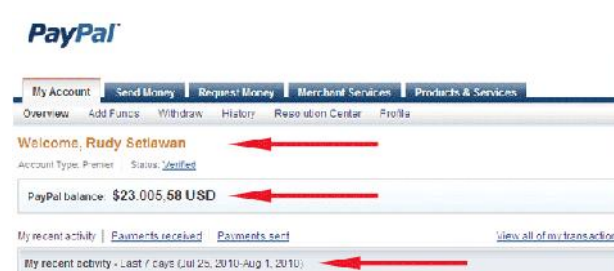 PayPal
My Account Send Money Request Money Merchant Services Products & Services
Overview Add Funds Withdraw History Resolution Center Profile
Welcome, Rudy Setiawan
Account Type: Premier Status: Verified
PayPal balance: $23.005,58 USD
My recent activity | Payments received Payments sent View all of my transaction
My recent activity - Last 7 days (Jul 25, 2010-Aug 1, 2010)